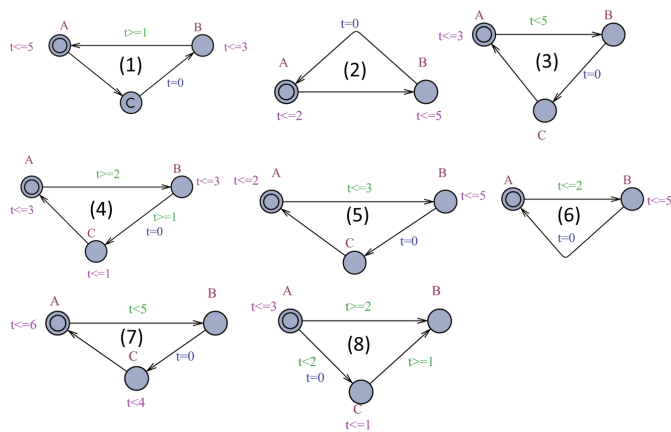 A
t>=1
B
t<=5
(1)
t<=3
C
t=0
t=0
A
(2)
B
t<=2
t<=5
A
t<5
B
t<=3
(3)
t=0
C
A
t>=2
B
t<=3
(4)
t<=3
C
t>=1
t=0
t<=1
t<=2
A
t<=3
B
(5)
t<=5
C
t=0
A
t<=2
B
(6)
t<=5
t=0
A
t<5
B
t<=6
(7)
C
t=0
t<4
A
t>=2
B
t<=3
(8)
t<2
t=0
t>=1
C
t<=1